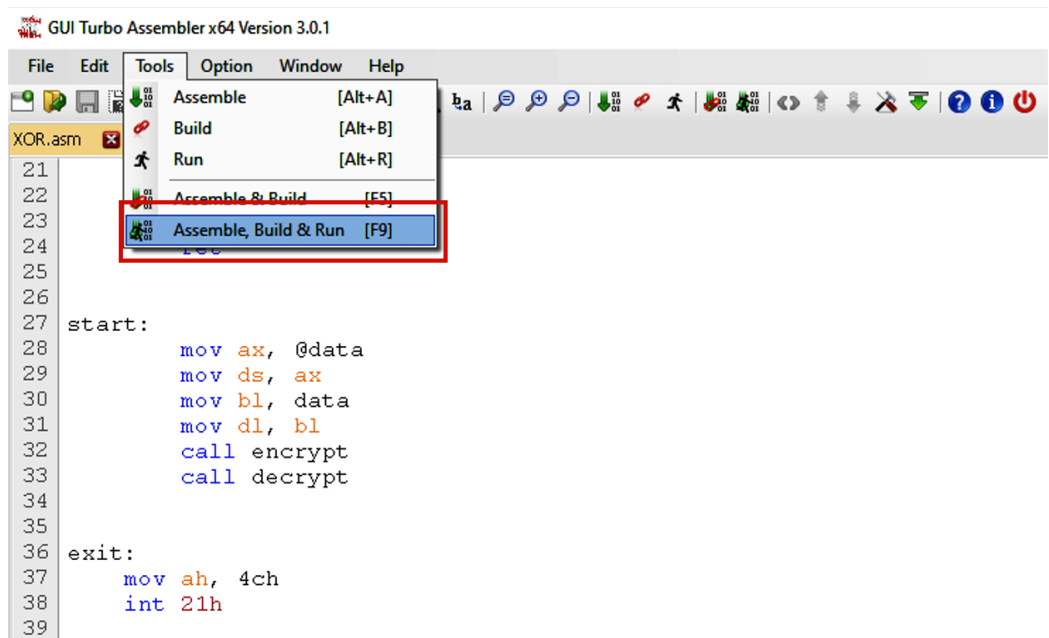 GUI Turbo Assembler x64 Version 3.0.1
File Edit Tools Option Window Help
Assemble [Alt+A]
Build [Alt+B]
Run [Alt+R]
Assemble & Build [F5]
Assemble, Build & Run [F9]
XOR.asm
21
22
23
24 ret
25
26
27 start:
28 mov ax, @data
29 mov ds, ax
30 mov bl, data
31 mov dl, bl
32 call encrypt
33 call decrypt
34
35
36 exit:
37 mov ah, 4ch
38 int 21h
39